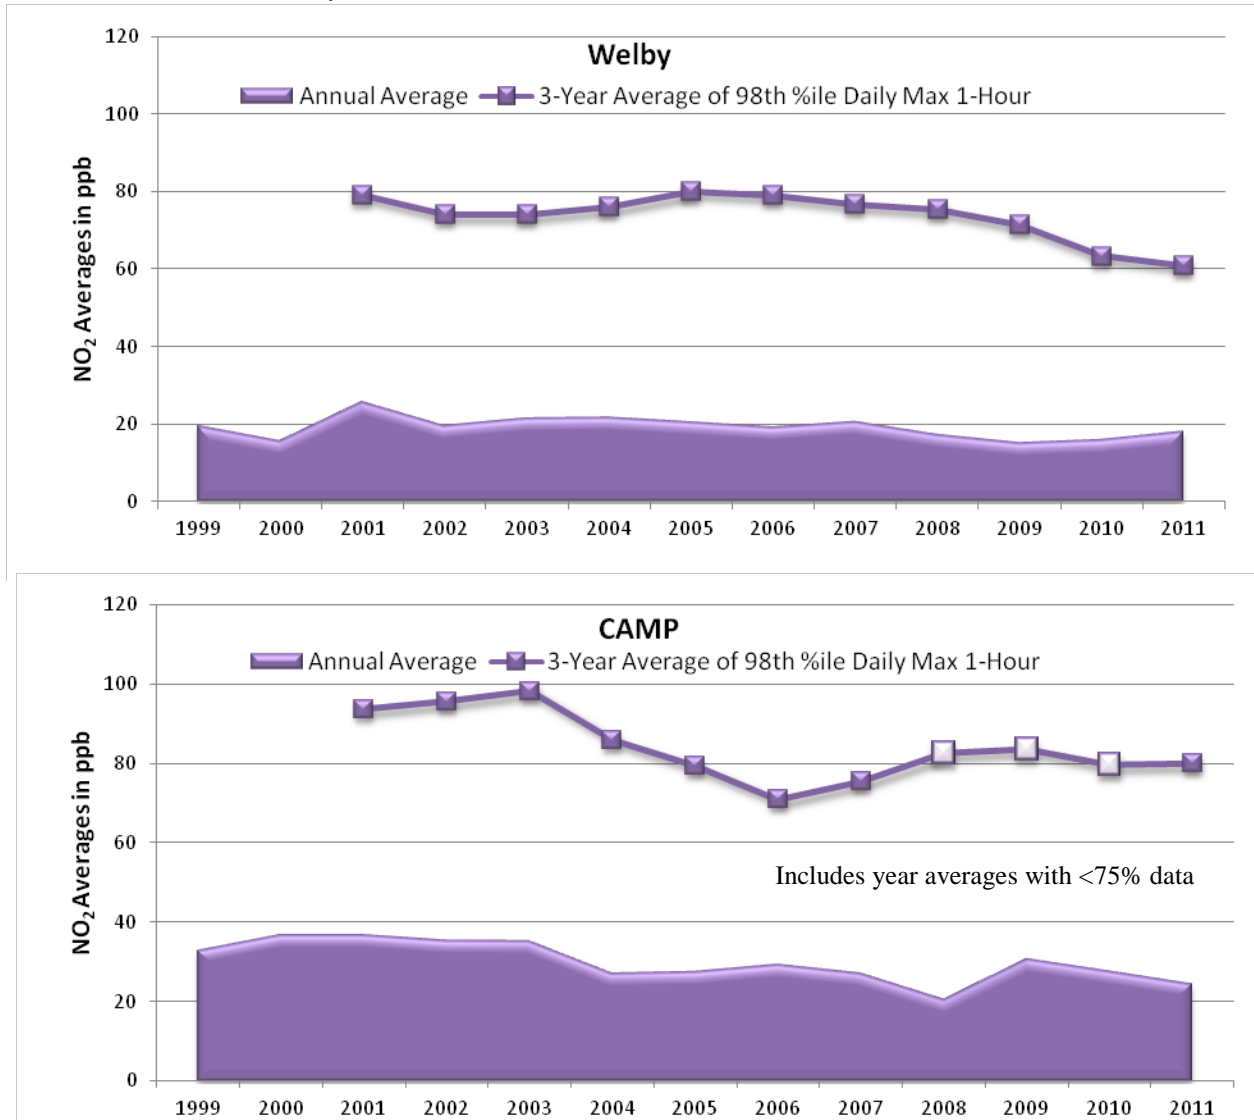 120
Welby
Annual Average 3-Year Average of 98th %ile Daily Max 1-Hour
100
80
60
40
20
0
NO₂ Averages in ppb
1999 2000 2001 2002 2003 2004 2005 2006 2007 2008 2009 2010 2011
120
CAMP
Annual Average 3-Year Average of 98th %ile Daily Max 1-Hour
100
80
60
Includes year averages with <75% data
40
20
0
NO₂ Averages in ppb
1999 2000 2001 2002 2003 2004 2005 2006 2007 2008 2009 2010 2011